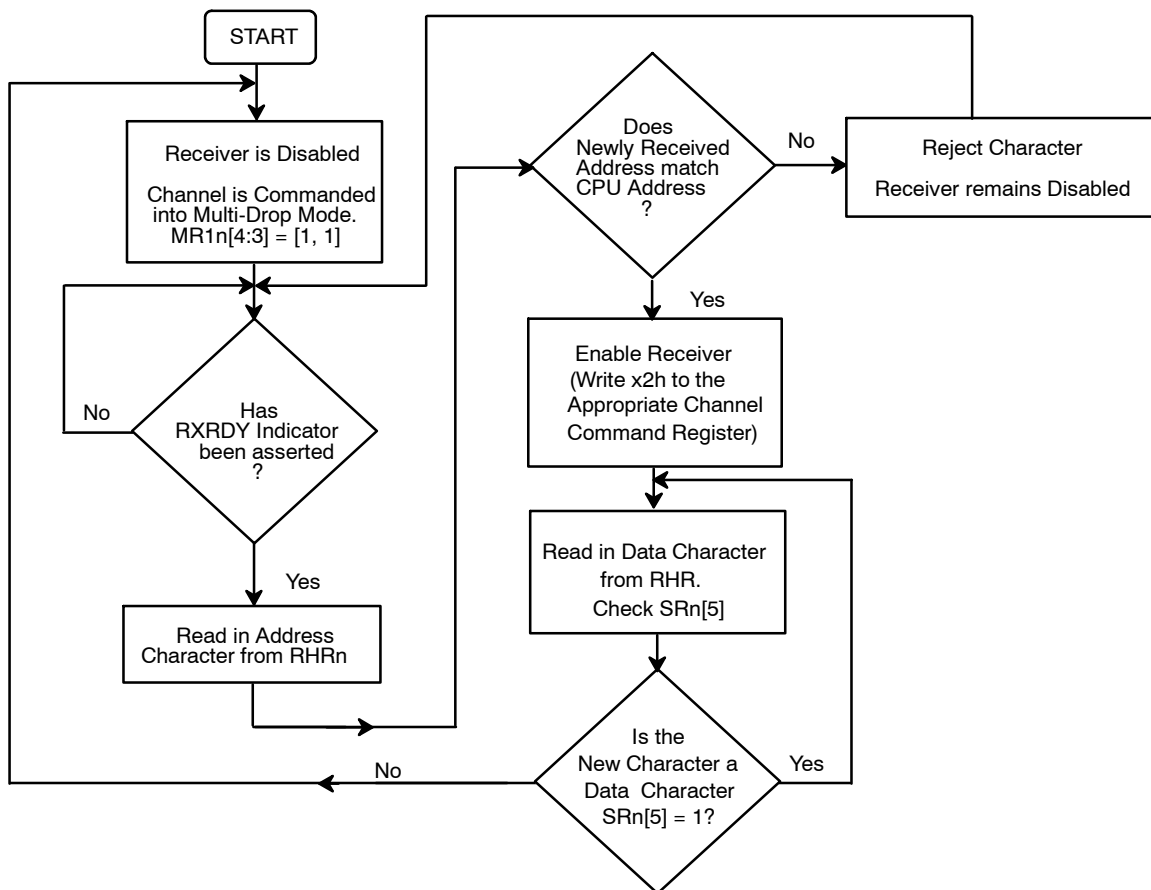 START
Receiver is Disabled
Channel is Commanded
into Multi-Drop Mode.
MR1n[4:3] = [1, 1]
No
Has
RXRDY Indicator
been asserted
?
Yes
Read in Address
Character from RHRn
Does
Newly Received
Address match
CPU Address
?
No
Reject Character
Receiver remains Disabled
Yes
Enable Receiver
(Write x2h to the
Appropriate Channel
Command Register)
Read in Data Character
from RHR.
Check SRn[5]
Is the
New Character a
Data Character
SRn[5] = 1?
Yes
No